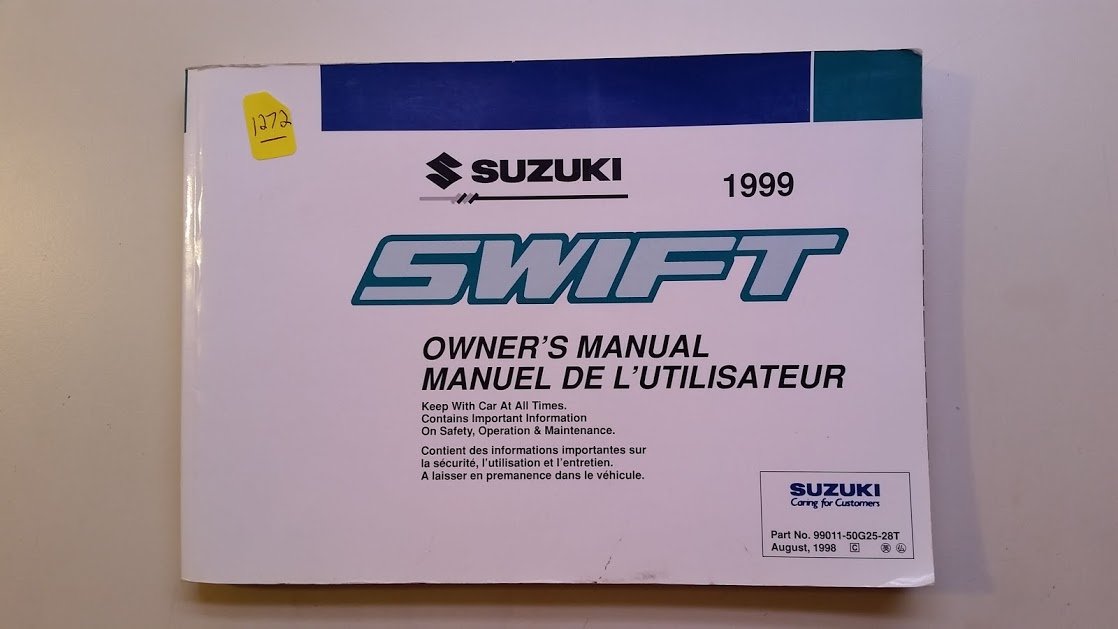 1272
SUZUKI
1999
SWIFT
OWNER'S MANUAL
MANUEL DE L'UTILISATEUR
Keep With Car At All Times.
Contains Important Information
On Safety, Operation & Maintenance.
Contient des informations importantes sur
la sécurité, l'utilisation et l'entretien.
A laisser en premanence dans le véhicule.
SUZUKI
Caring for Customers
Part No. 99011-50G25-28T
August, 1998 C